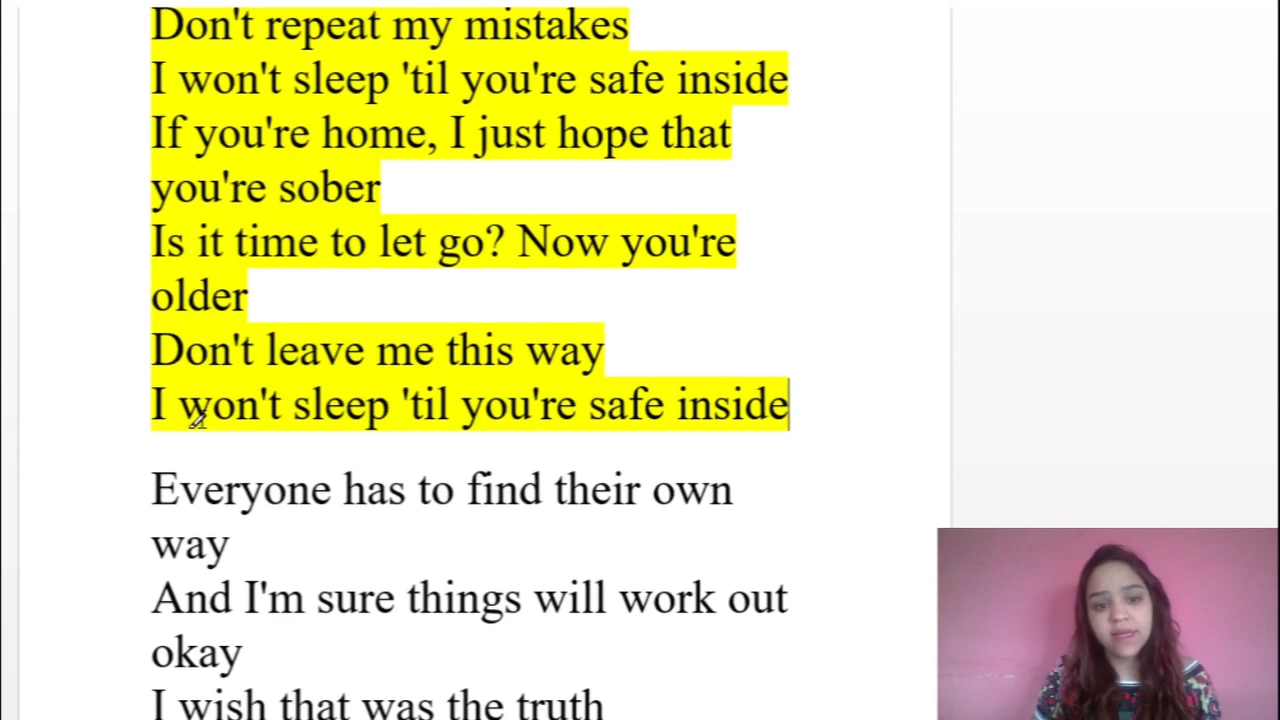 Don't repeat my mistakes
I won't sleep 'til you're safe inside
If you're home, I just hope that
you're sober
Is it time to let go? Now you're
older
Don't leave me this way
I won't sleep 'til you're safe inside
Everyone has to find their own
way
And I'm sure things will work out
okay
I wish that was the truth